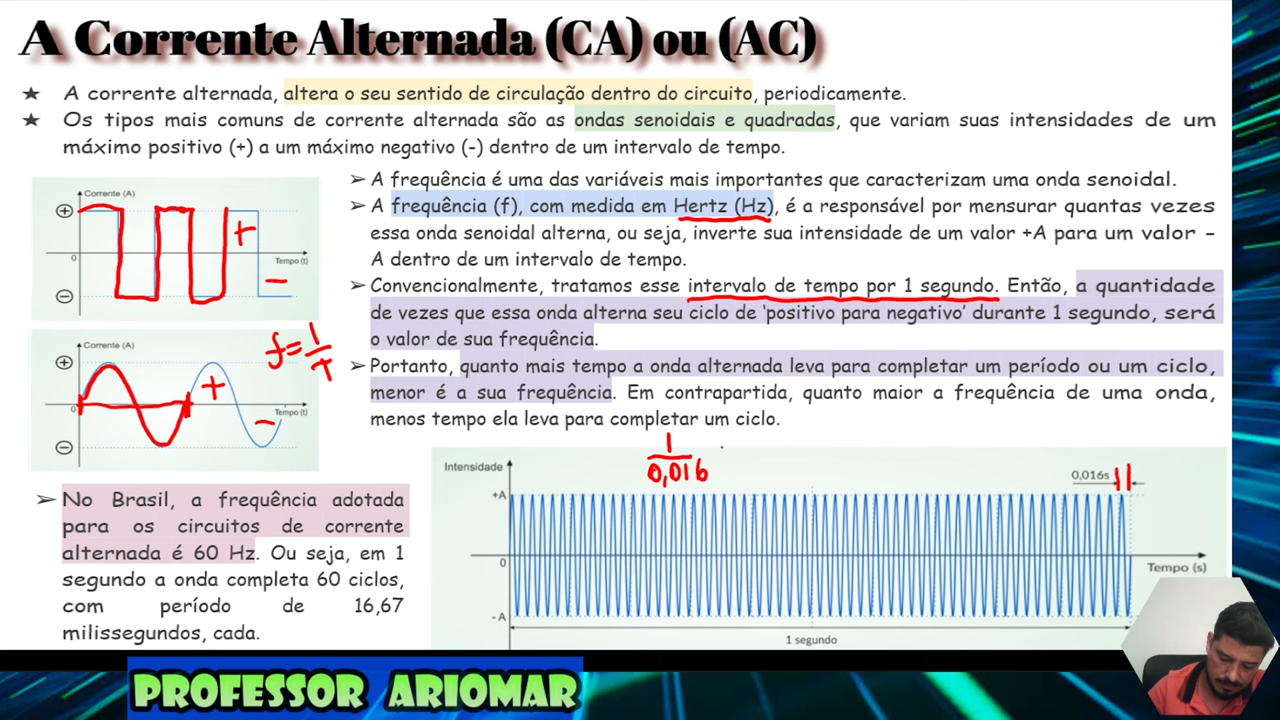 A Corrente Alternada (CA) ou (AC)
★ A corrente alternada, altera o seu sentido de circulação dentro do circuito, periodicamente.
★ Os tipos mais comuns de corrente alternada são as ondas senoidais e quadradas, que variam suas intensidades de um
máximo positivo (+) a um máximo negativo (-) dentro de um intervalo de tempo.
Corrente (A)
+
0
Tempo (t)
−
+
−
Corrente (A)
+
0
Tempo (t)
−
+
−
f=1/T
➢ A frequência é uma das variáveis mais importantes que caracterizam uma onda senoidal.
➢ A frequência (f), com medida em Hertz (Hz), é a responsável por mensurar quantas vezes
essa onda senoidal alterna, ou seja, inverte sua intensidade de um valor +A para um valor –
A dentro de um intervalo de tempo.
➢ Convencionalmente, tratamos esse intervalo de tempo por 1 segundo. Então, a quantidade
de vezes que essa onda alterna seu ciclo de ‘positivo para negativo’ durante 1 segundo, será
o valor de sua frequência.
➢ Portanto, quanto mais tempo a onda alternada leva para completar um período ou um ciclo,
menor é a sua frequência. Em contrapartida, quanto maior a frequência de uma onda,
menos tempo ela leva para completar um ciclo.
➢ No Brasil, a frequência adotada
para os circuitos de corrente
alternada é 60 Hz. Ou seja, em 1
segundo a onda completa 60 ciclos,
com período de 16,67
milissegundos, cada.
1
0,016
Intensidade
0,016s
+A
0
Tempo (s)
-A
1 segundo
PROFESSOR ARIOMAR